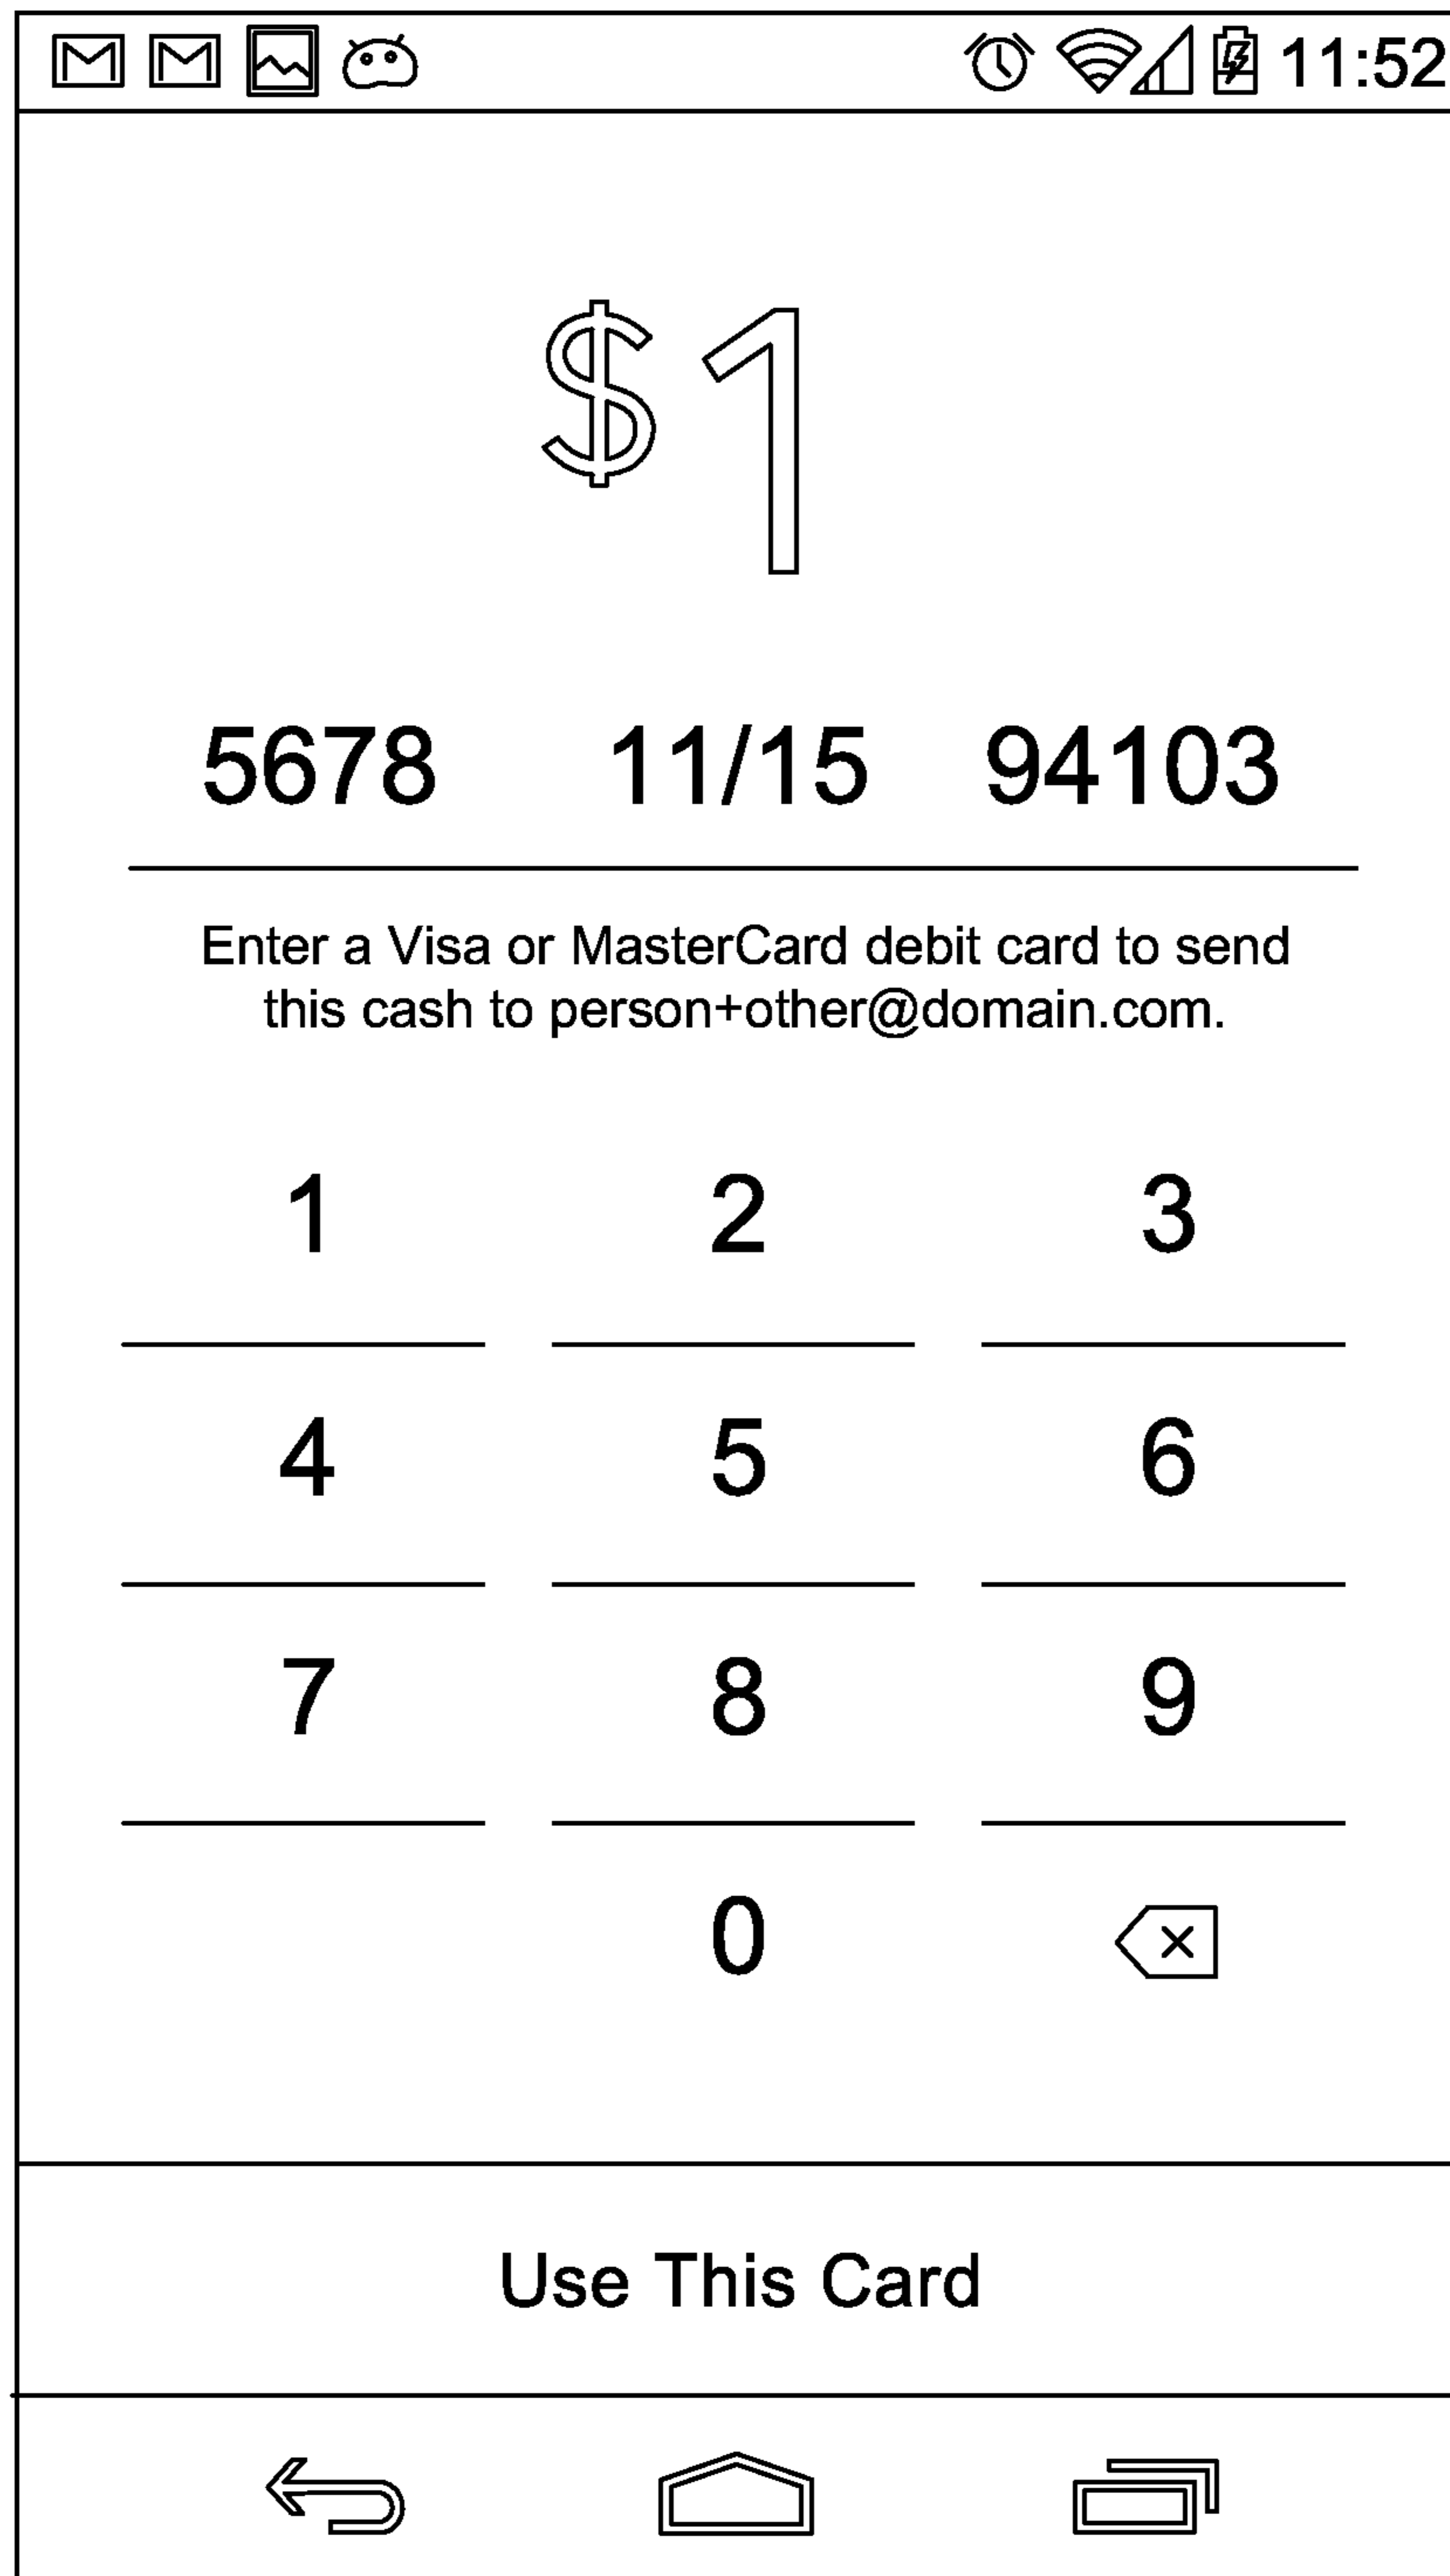 11:52
$1
5678 11/15 94103
Enter a Visa or MasterCard debit card to send
this cash to person+other@domain.com.
1 2 3
4 5 6
7 8 9
0
Use This Card